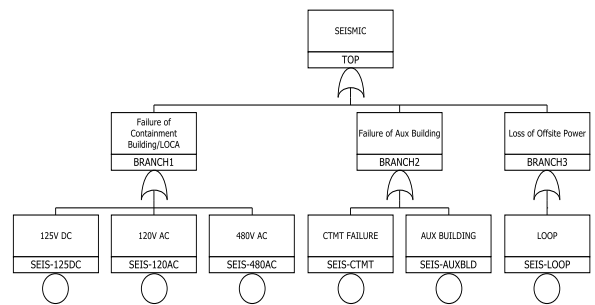 SEISMIC
TOP
Failure of
Containment
Building/LOCA
BRANCH1
Failure of Aux Building
BRANCH2
Loss of Offsite Power
BRANCH3
125V DC
SEIS-125DC
120V AC
SEIS-120AC
480V AC
SEIS-480AC
CTMT FAILURE
SEIS-CTMT
AUX BUILDING
SEIS-AUXBLD
LOOP
SEIS-LOOP